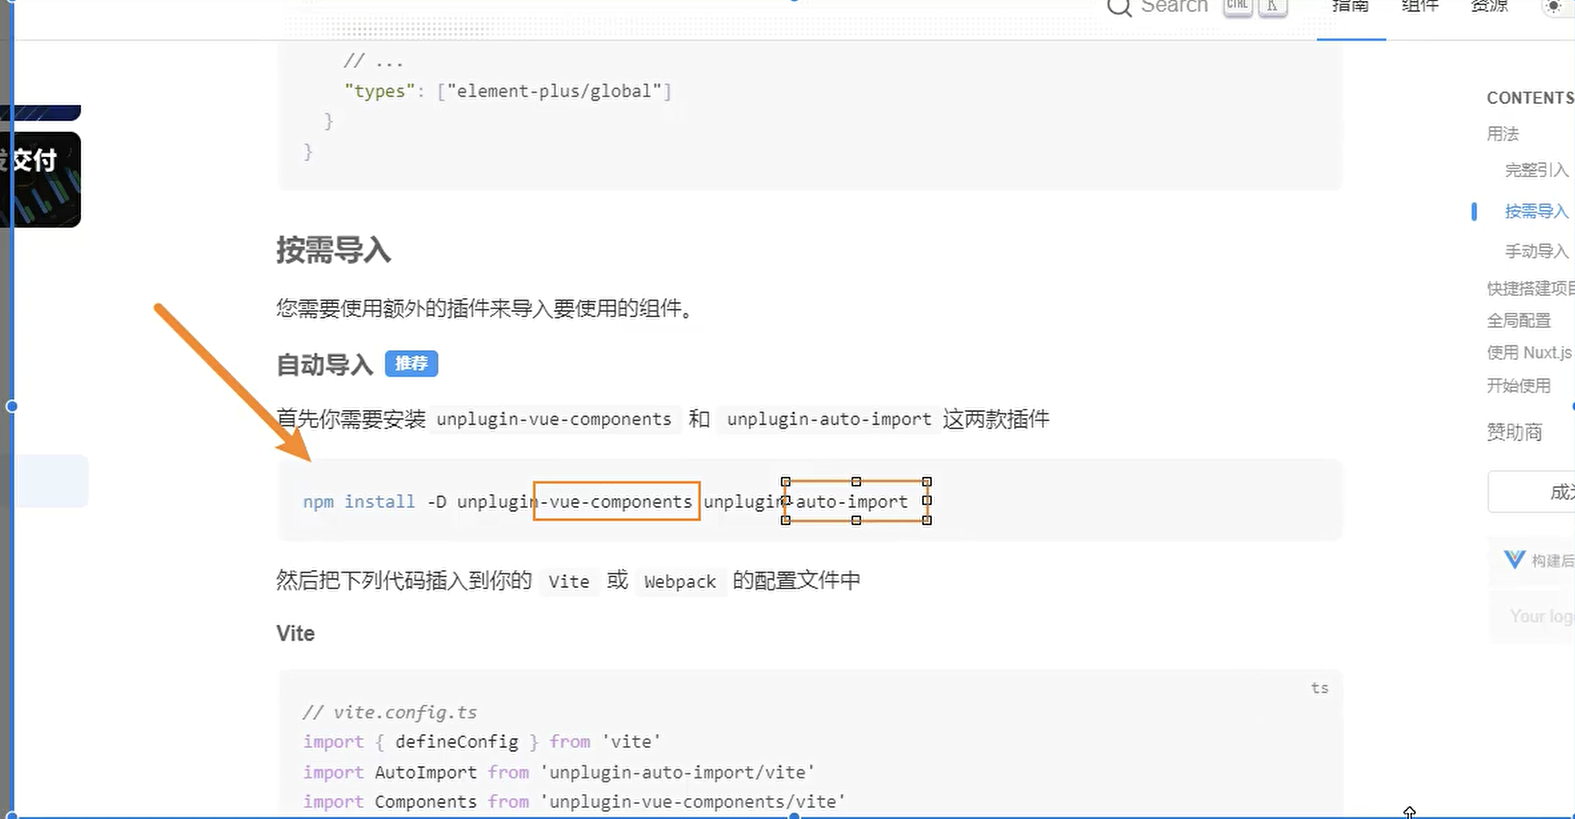 Search CTRL K 指南 组件 资源
// ...
"types": ["element-plus/global"]
}
}
交付
按需导入
您需要使用额外的插件来导入要使用的组件。
自动导入 推荐
首先你需要安装 unplugin-vue-components 和 unplugin-auto-import 这两款插件
npm install -D unplugin-vue-components unplugin-auto-import
然后把下列代码插入到你的 Vite 或 Webpack 的配置文件中
Vite
ts
// vite.config.ts
import { defineConfig } from 'vite'
import AutoImport from 'unplugin-auto-import/vite'
import Components from 'unplugin-vue-components/vite'
CONTENTS
用法
完整引入
按需导入
手动导入
快捷搭建项目
全局配置
使用 Nuxt.js
开始使用
赞助商
成为
构建后
Your logo